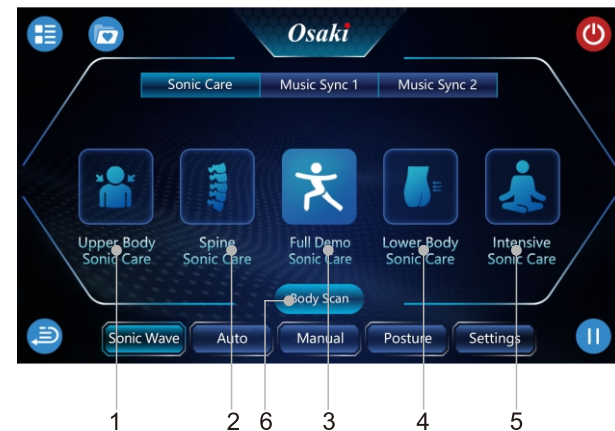 Osaki
Sonic Care Music Sync 1 Music Sync 2
Upper Body
Sonic Care
Spine
Sonic Care
Full Demo
Sonic Care
Lower Body
Sonic Care
Intensive
Sonic Care
Body Scan
Sonic Wave Auto Manual Posture Settings
1 2 6 3 4 5